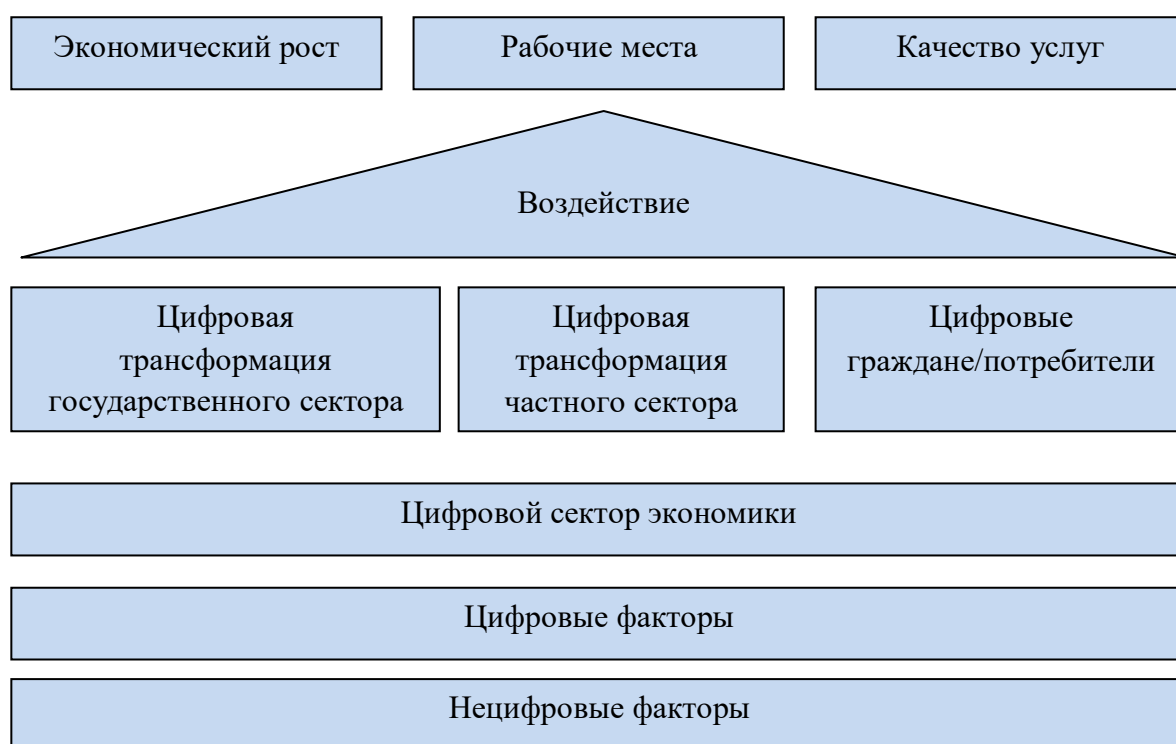 Экономический рост
Рабочие места
Качество услуг
Воздействие
Цифровая
трансформация
государственного сектора
Цифровая
трансформация
частного сектора
Цифровые
граждане/потребители
Цифровой сектор экономики
Цифровые факторы
Нецифровые факторы